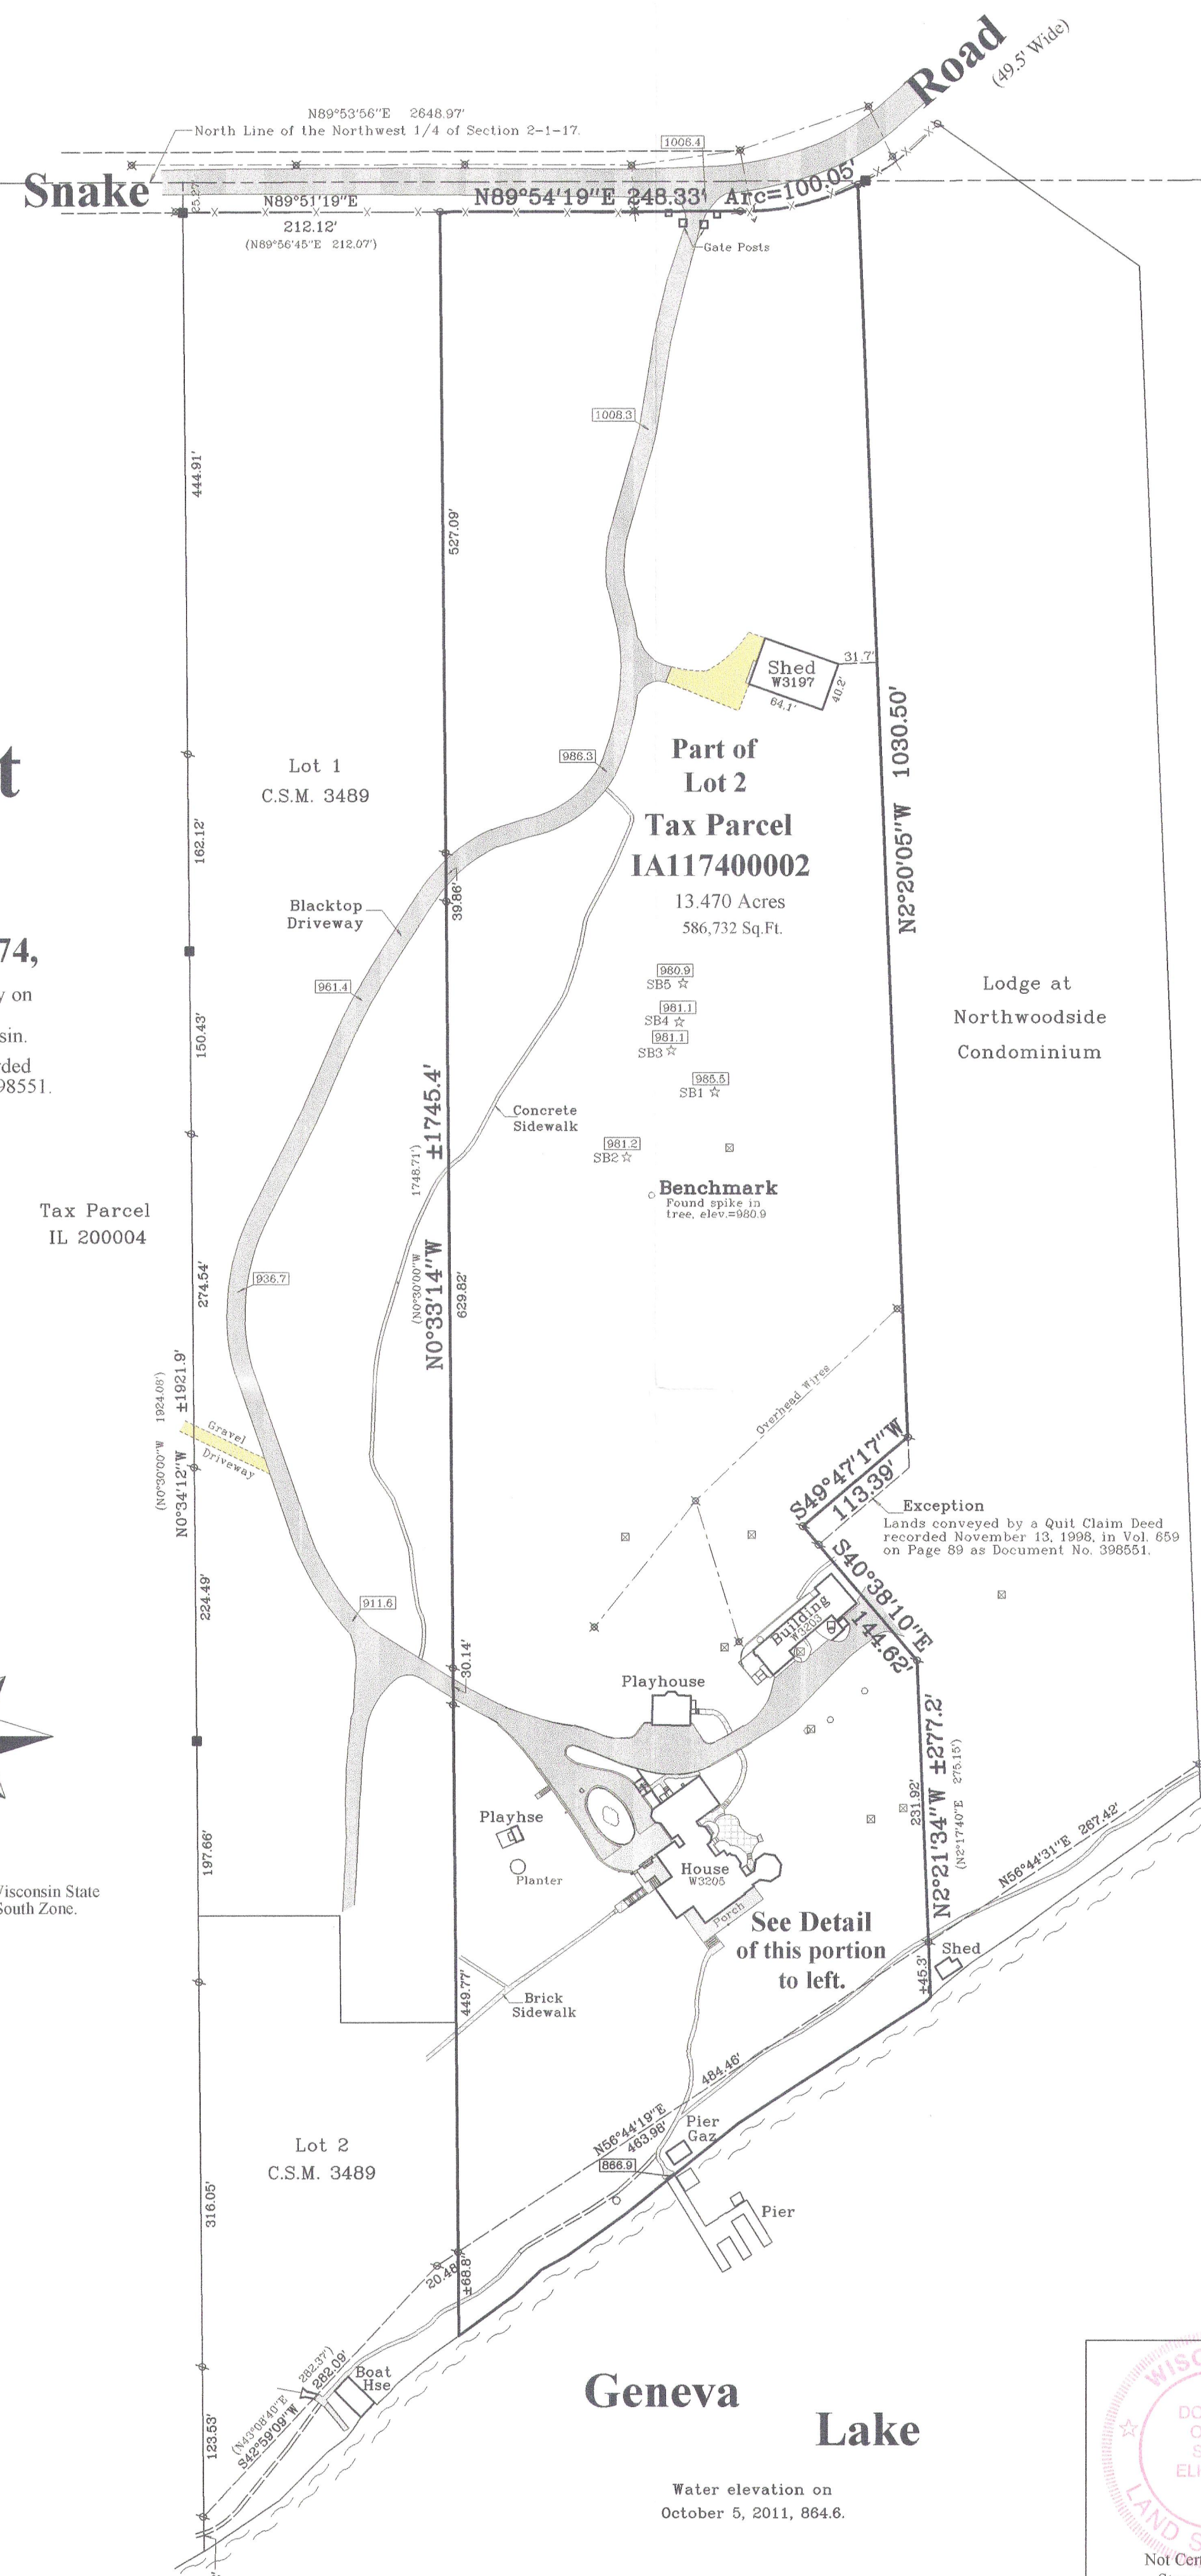 Road
(49.5' Wide)
N89°53'56"E 2648.97'
North Line of the Northwest 1/4 of Section 2-1-17.
1006.4
Snake
N89°51'19"E
212.12'
(N89°56'45"E 212.07')
N89°54'19"E 248.33'
Arc=100.05'
Gate Posts
444.91'
527.09'
1008.3
Shed
W3197
31.7'
40.2'
64.1'
t
Lot 1
C.S.M. 3489
986.3
Part of
Lot 2
Tax Parcel
IA117400002
13.470 Acres
586,732 Sq.Ft.
N2°20'05"W 1030.50'
162.12'
39.86'
Blacktop
Driveway
74,
y on
sin.
98551.
961.4
980.9
SB5
981.1
SB4
981.1
SB3
985.5
SB1
981.2
SB2
Lodge at
Northwoodside
Condominium
150.43'
Concrete
Sidewalk
Benchmark
Found spike in
tree, elev.=980.9
N0°33'14"W ±1745.4'
(N0°30'00"W 1748.71')
629.82'
Tax Parcel
IL 200004
274.54'
936.7
N0°34'12"W ±1921.9'
(N0°30'00"W 1924.08')
Gravel
Driveway
Overhead Wires
S49°47'17"W
113.39'
Exception
Lands conveyed by a Quit Claim Deed
recorded November 13, 1998, in Vol. 659
on Page 89 as Document No. 398551.
S40°38'10"E
144.62'
224.49'
911.6
30.14'
Building
W3203
Playhouse
N2°21'34"W ±277.2'
(N2°17'40"E 275.15')
231.92'
Playhse
Planter
House
W3205
Porch
197.66'
Wisconsin State
South Zone.
N56°44'31"E 267.42'
See Detail
of this portion
to left.
Shed
±45.3'
449.77'
Brick
Sidewalk
484.46'
N56°44'19"E
463.98'
Pier
Gaz
866.9
Pier
Lot 2
C.S.M. 3489
316.05'
20.48'
±68.8'
Boat
Hse
(N43°08'40"E 282.37')
S42°59'09"W 282.09'
123.53'
Geneva
Lake
Water elevation on
October 5, 2011, 864.6.
LAND